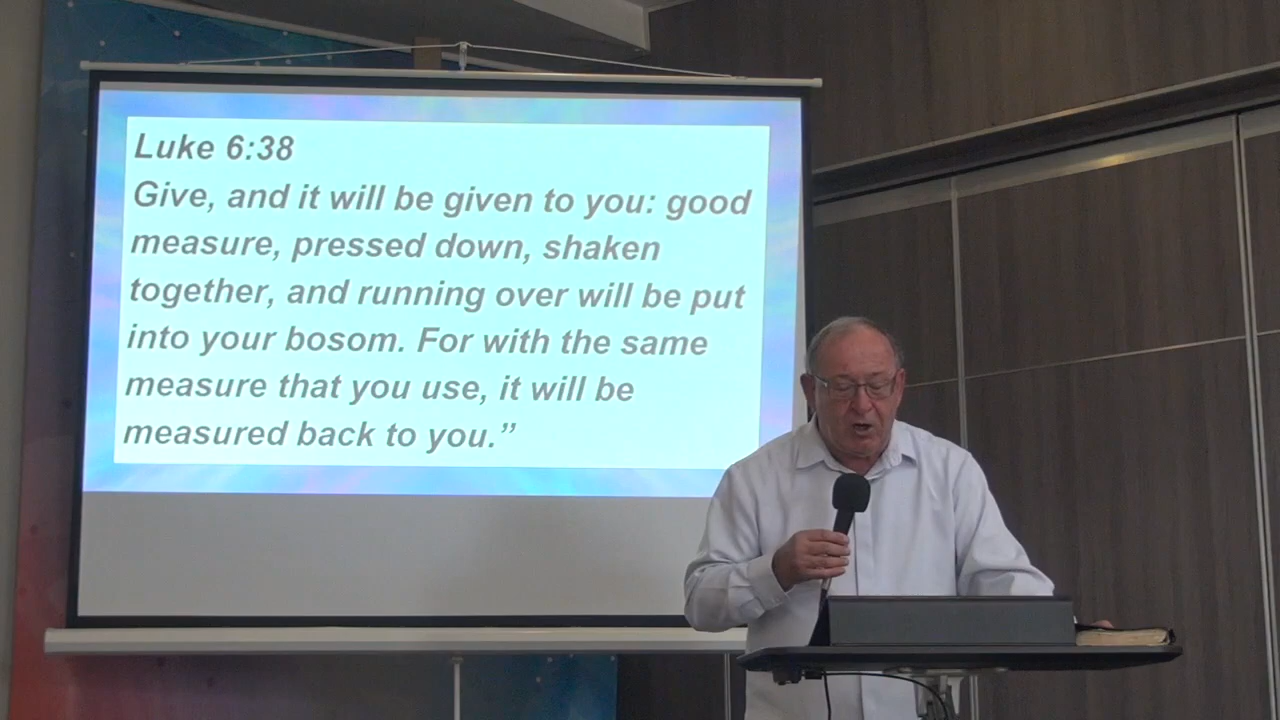 Luke 6:38
Give, and it will be given to you: good
measure, pressed down, shaken
together, and running over will be put
into your bosom. For with the same
measure that you use, it will be
measured back to you.”